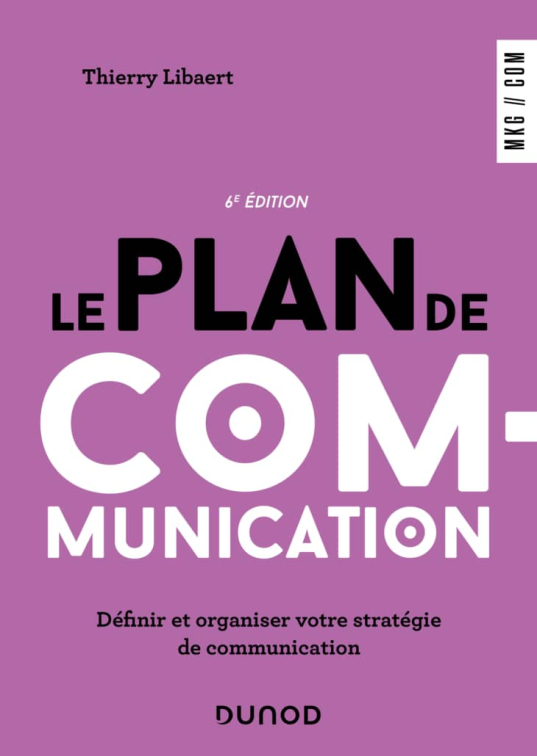 Thierry Libaert
MKG // COM
6E ÉDITION
LE PLAN DE
COM-
MUNICATION
Définir et organiser votre stratégie
de communication
DUNOD